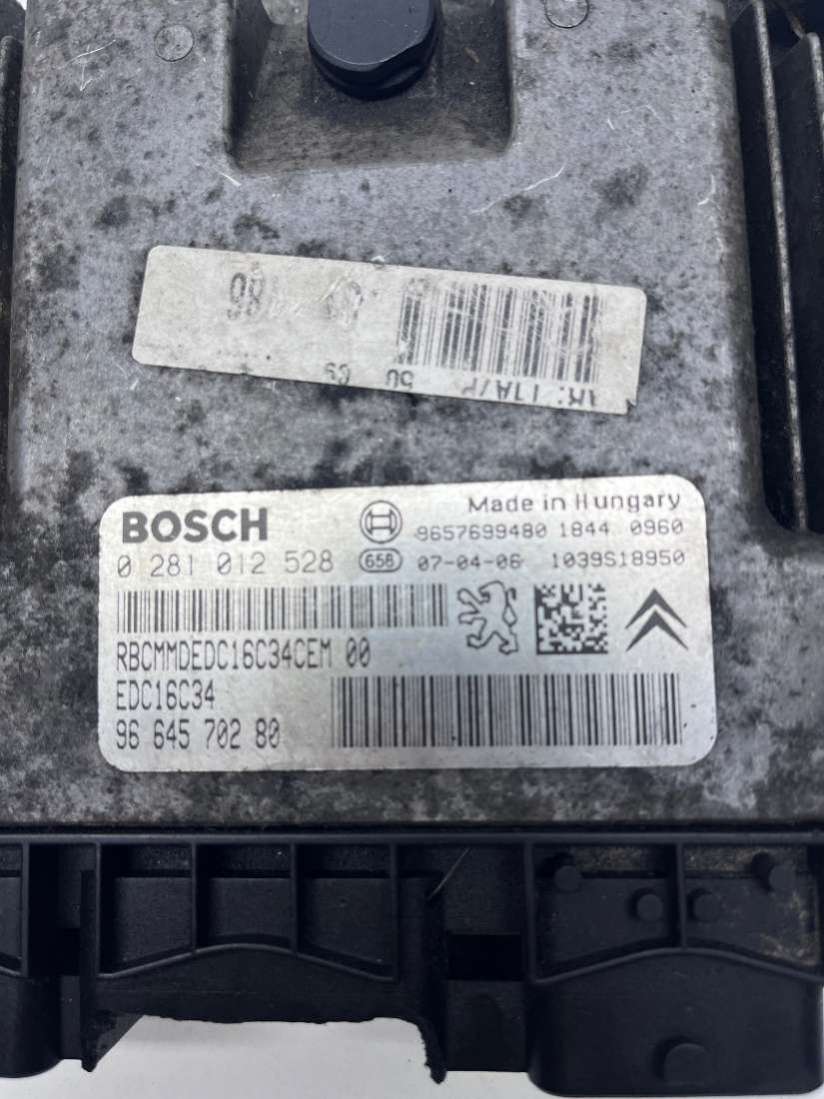 BOSCH
Made in Hungary
9657699480 1844 0960
0 281 012 528
658 07-04-06 1039S18950
RBCMMDEDC16C34CEM 00
EDC16C34
96 645 702 80